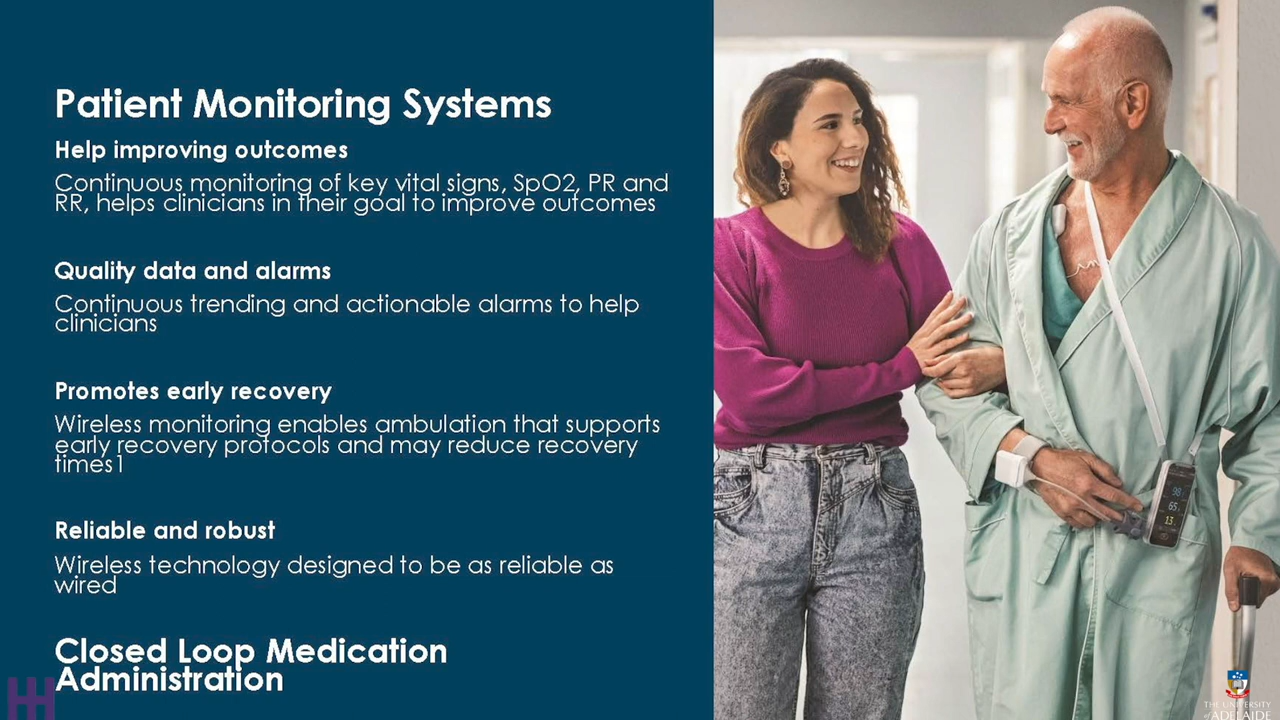 Patient Monitoring Systems
Help improving outcomes
Continuous monitoring of key vital signs, SpO2, PR and
RR, helps clinicians in their goal to improve outcomes
Quality data and alarms
Continuous trending and actionable alarms to help
clinicians
Promotes early recovery
Wireless monitoring enables ambulation that supports
early recovery protocols and may reduce recovery
times1
Reliable and robust
Wireless technology designed to be as reliable as
wired
Closed Loop Medication
Administration
98
65
13
THE UNIVERSITY
of ADELAIDE